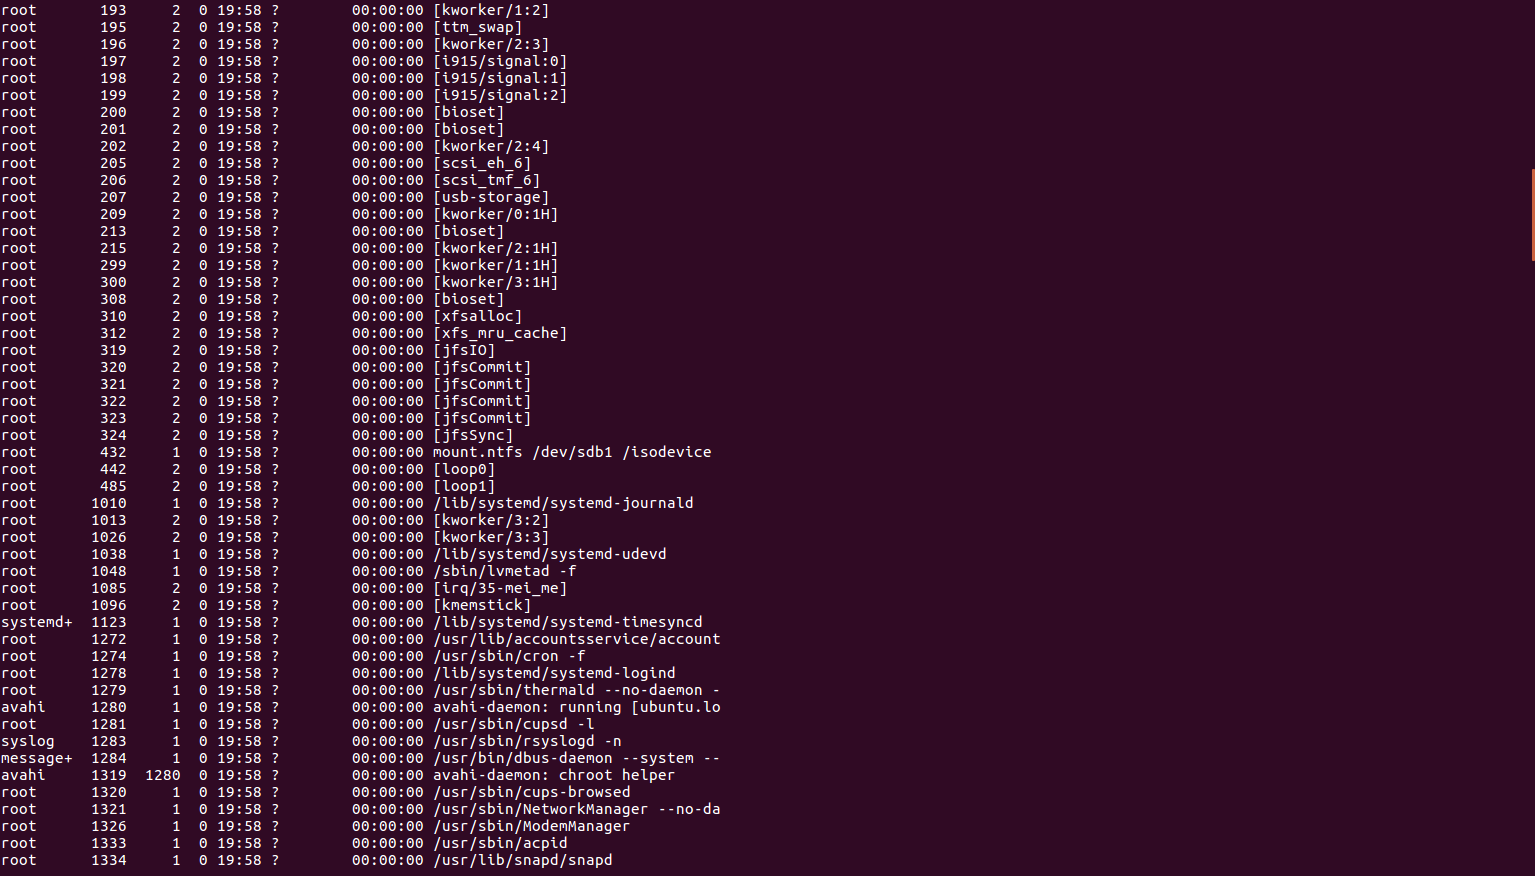 root       193     2  0 19:58 ?        00:00:00 [kworker/1:2]
root       195     2  0 19:58 ?        00:00:00 [ttm_swap]
root       196     2  0 19:58 ?        00:00:00 [kworker/2:3]
root       197     2  0 19:58 ?        00:00:00 [i915/signal:0]
root       198     2  0 19:58 ?        00:00:00 [i915/signal:1]
root       199     2  0 19:58 ?        00:00:00 [i915/signal:2]
root       200     2  0 19:58 ?        00:00:00 [bioset]
root       201     2  0 19:58 ?        00:00:00 [bioset]
root       202     2  0 19:58 ?        00:00:00 [kworker/2:4]
root       205     2  0 19:58 ?        00:00:00 [scsi_eh_6]
root       206     2  0 19:58 ?        00:00:00 [scsi_tmf_6]
root       207     2  0 19:58 ?        00:00:00 [usb-storage]
root       209     2  0 19:58 ?        00:00:00 [kworker/0:1H]
root       213     2  0 19:58 ?        00:00:00 [bioset]
root       215     2  0 19:58 ?        00:00:00 [kworker/2:1H]
root       299     2  0 19:58 ?        00:00:00 [kworker/1:1H]
root       300     2  0 19:58 ?        00:00:00 [kworker/3:1H]
root       308     2  0 19:58 ?        00:00:00 [bioset]
root       310     2  0 19:58 ?        00:00:00 [xfsalloc]
root       312     2  0 19:58 ?        00:00:00 [xfs_mru_cache]
root       319     2  0 19:58 ?        00:00:00 [jfsIO]
root       320     2  0 19:58 ?        00:00:00 [jfsCommit]
root       321     2  0 19:58 ?        00:00:00 [jfsCommit]
root       322     2  0 19:58 ?        00:00:00 [jfsCommit]
root       323     2  0 19:58 ?        00:00:00 [jfsCommit]
root       324     2  0 19:58 ?        00:00:00 [jfsSync]
root       432     1  0 19:58 ?        00:00:00 mount.ntfs /dev/sdb1 /isodevice
root       442     2  0 19:58 ?        00:00:00 [loop0]
root       485     2  0 19:58 ?        00:00:00 [loop1]
root      1010     1  0 19:58 ?        00:00:00 /lib/systemd/systemd-journald
root      1013     2  0 19:58 ?        00:00:00 [kworker/3:2]
root      1026     2  0 19:58 ?        00:00:00 [kworker/3:3]
root      1038     1  0 19:58 ?        00:00:00 /lib/systemd/systemd-udevd
root      1048     1  0 19:58 ?        00:00:00 /sbin/lvmetad -f
root      1085     2  0 19:58 ?        00:00:00 [irq/35-mei_me]
root      1096     2  0 19:58 ?        00:00:00 [kmemstick]
systemd+  1123     1  0 19:58 ?        00:00:00 /lib/systemd/systemd-timesyncd
root      1272     1  0 19:58 ?        00:00:00 /usr/lib/accountsservice/account
root      1274     1  0 19:58 ?        00:00:00 /usr/sbin/cron -f
root      1278     1  0 19:58 ?        00:00:00 /lib/systemd/systemd-logind
root      1279     1  0 19:58 ?        00:00:00 /usr/sbin/thermald --no-daemon -
avahi     1280     1  0 19:58 ?        00:00:00 avahi-daemon: running [ubuntu.lo
root      1281     1  0 19:58 ?        00:00:00 /usr/sbin/cupsd -l
syslog    1283     1  0 19:58 ?        00:00:00 /usr/sbin/rsyslogd -n
message+  1284     1  0 19:58 ?        00:00:00 /usr/bin/dbus-daemon --system --
avahi     1319  1280  0 19:58 ?        00:00:00 avahi-daemon: chroot helper
root      1320     1  0 19:58 ?        00:00:00 /usr/sbin/cups-browsed
root      1321     1  0 19:58 ?        00:00:00 /usr/sbin/NetworkManager --no-da
root      1326     1  0 19:58 ?        00:00:00 /usr/sbin/ModemManager
root      1333     1  0 19:58 ?        00:00:00 /usr/sbin/acpid
root      1334     1  0 19:58 ?        00:00:00 /usr/lib/snapd/snapd